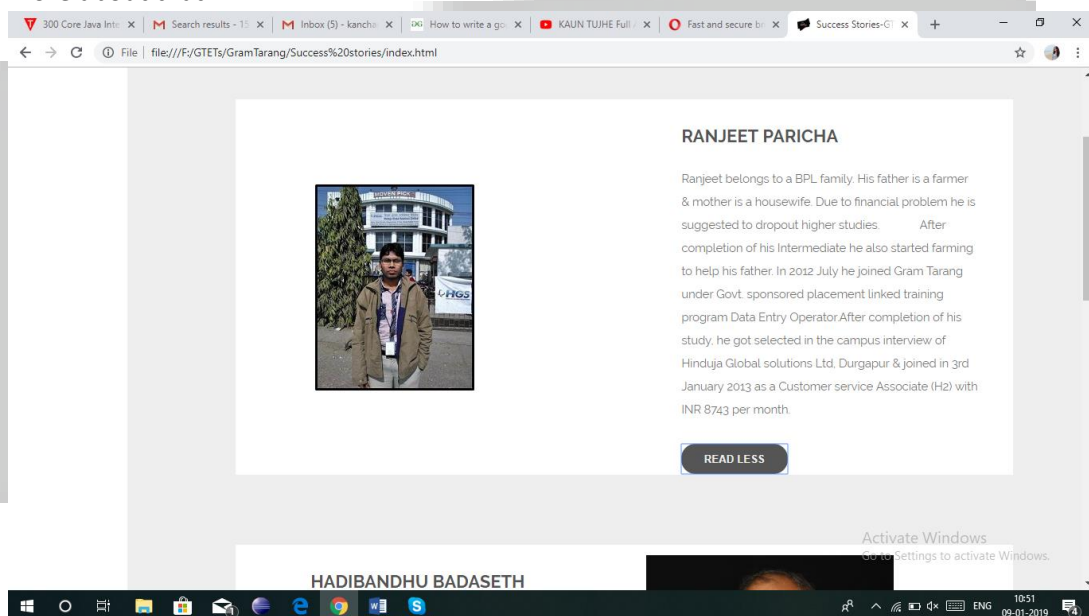 300 Core Java Inte
Search results - 15
Inbox (5) - kancha
DG
How to write a go
KAUN TUJHE Full
Fast and secure br
Success Stories-G
File
file:///F:/GTETs/GramTarang/Success%20stories/index.html
RANJEET PARICHA
Ranjeet belongs to a BPL family. His father is a farmer
& mother is a housewife. Due to financial problem he is
suggested to dropout higher studies. After
completion of his Intermediate he also started farming
to help his father. In 2012 July he joined Gram Tarang
under Govt. sponsored placement linked training
program Data Entry Operator.After completion of his
study, he got selected in the campus interview of
Hinduja Global solutions Ltd, Durgapur & joined in 3rd
January 2013 as a Customer service Associate (H2) with
INR 8743 per month.
READ LESS
HGS
Activate Windows
Go to Settings to activate Windows.
HADIBANDHU BADASETH
ENG
10:51
09-01-2019